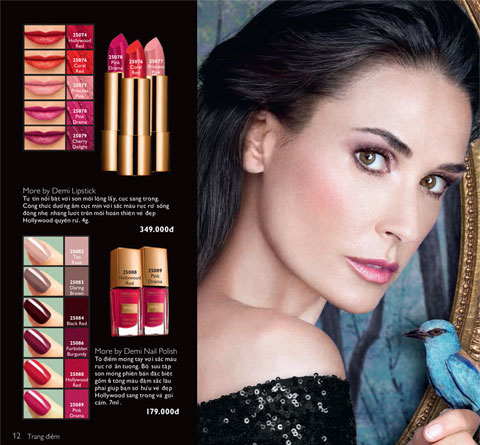 25074
Hollywood
Red
25076
Coral
Red
25077
Princess
Pink
25078
Pink
Drama
25079
Cherry
Delight
25078
Pink
Drama
25076
Coral
Red
25077
Princess
Pink
More by Demi Lipstick
Tự tin nổi bật với son môi lộng lẫy, cực sang trọng.
Công thức dưỡng ẩm cực mịn với sắc màu rực rỡ sống
động nhẹ nhàng lướt trên môi hoàn thiện vẻ đẹp
Hollywood quyến rũ. 4g.
349.000đ
25082
Tea
Rose
25083
Daring
Brown
25084
Black Red
25086
Forbidden
Burgundy
25088
Hollywood
Red
25089
Pink
Drama
25088
Hollywood
Red
25089
Pink
Drama
More by Demi Nail Polish
Tô điểm móng tay với sắc màu
rực rỡ ấn tượng. Bộ sưu tập
sơn móng phiên bản đặc biệt
gồm 6 tông màu đậm sắc lâu
phai giúp bạn sở hữu vẻ đẹp
Hollywood sang trọng và gợi
cảm. 7ml.
179.000đ
12 Trang điểm